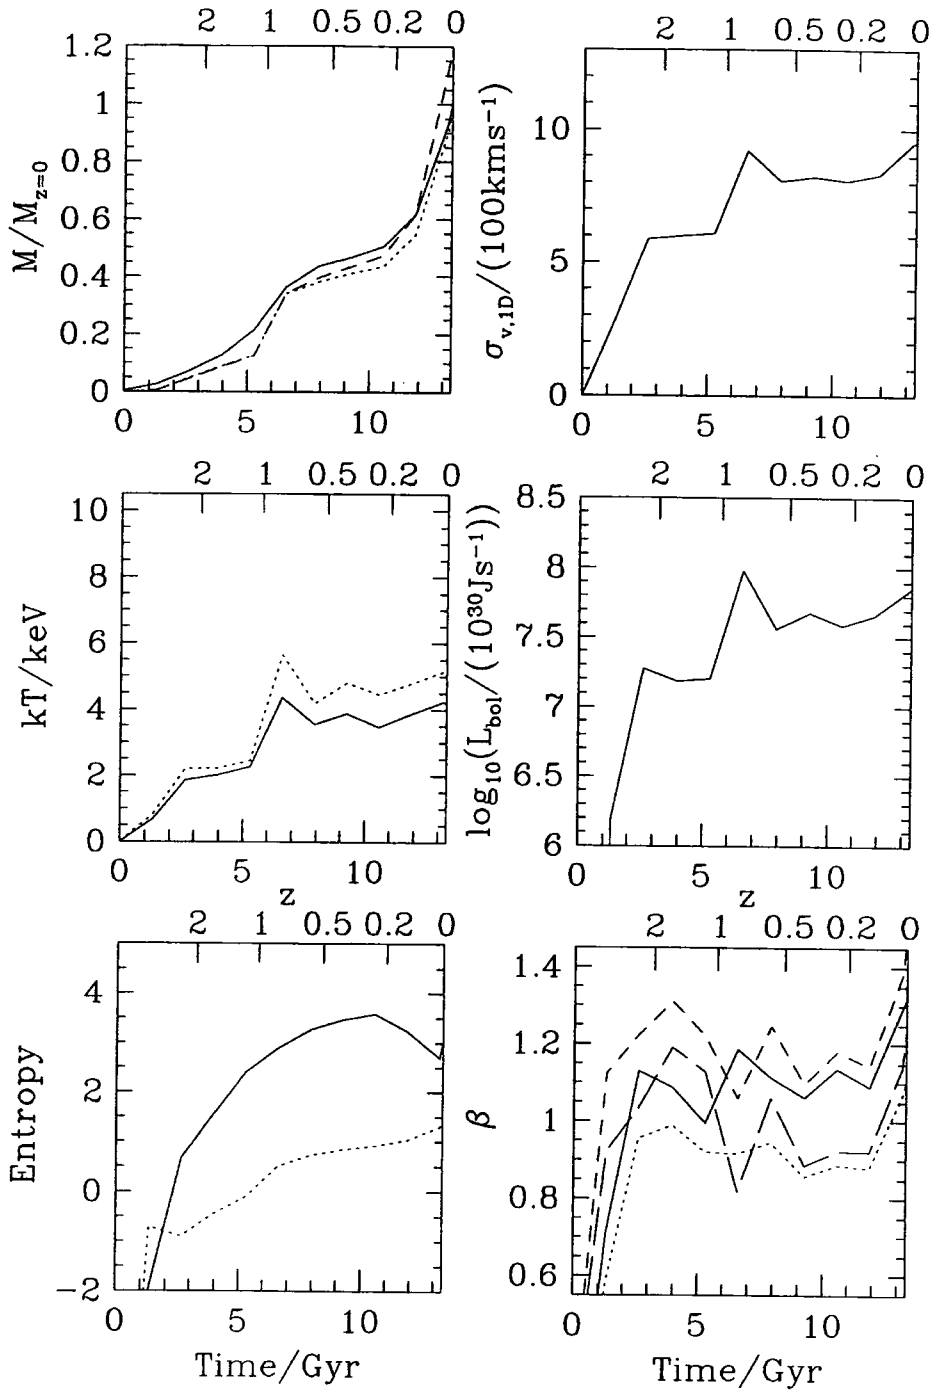 2 1 0.5 0.2 0
2 1 0.5 0.2 0
1.2
1
0.8
0.6
0.4
0.2
0
M/M_{z=0}
0 5 10
10
5
0
σ_{v,1D}/(100kms^{-1})
0 5 10
2 1 0.5 0.2 0
2 1 0.5 0.2 0
10
8
6
4
2
0
kT/keV
0 5 10
z
8.5
8
7.5
7
6.5
6
log_{10}(L_{bol}/(10^{30}Js^{-1}))
0 5 10
z
2 1 0.5 0.2 0
2 1 0.5 0.2 0
4
2
0
-2
Entropy
0 5 10
Time/Gyr
1.4
1.2
1
0.8
0.6
β
0 5 10
Time/Gyr